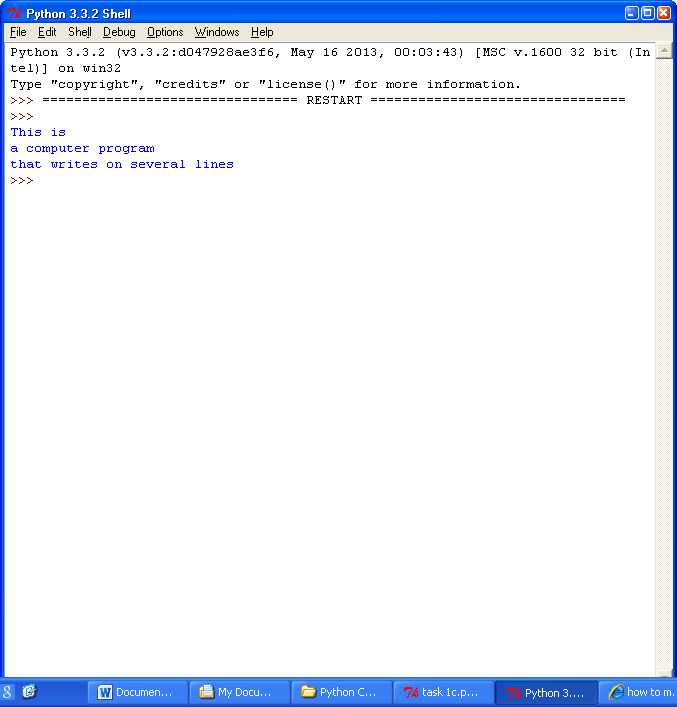 Python 3.3.2 Shell
File Edit Shell Debug Options Windows Help
Python 3.3.2 (v3.3.2:d047928ae3f6, May 16 2013, 00:03:43) [MSC v.1600 32 bit (In
tel)] on win32
Type "copyright", "credits" or "license()" for more information.
>>> ================================ RESTART ================================
>>>
This is
a computer program
that writes on several lines
>>>
8 Documen... My Docu... Python C... task 1c.p... Python 3.... how to m.